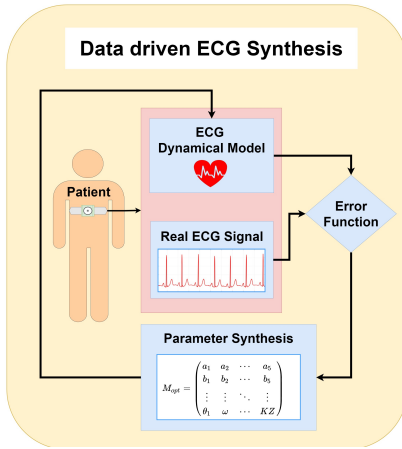 Data driven ECG Synthesis
ECG
Dynamical Model
Patient
Real ECG Signal
Error
Function
Parameter Synthesis
a₁ a₂ ⋯ a₅
b₁ b₂ ⋯ b₅
M_opt =
⋮ ⋮ ⋱ ⋮
θ₁ ω ⋯ KZ